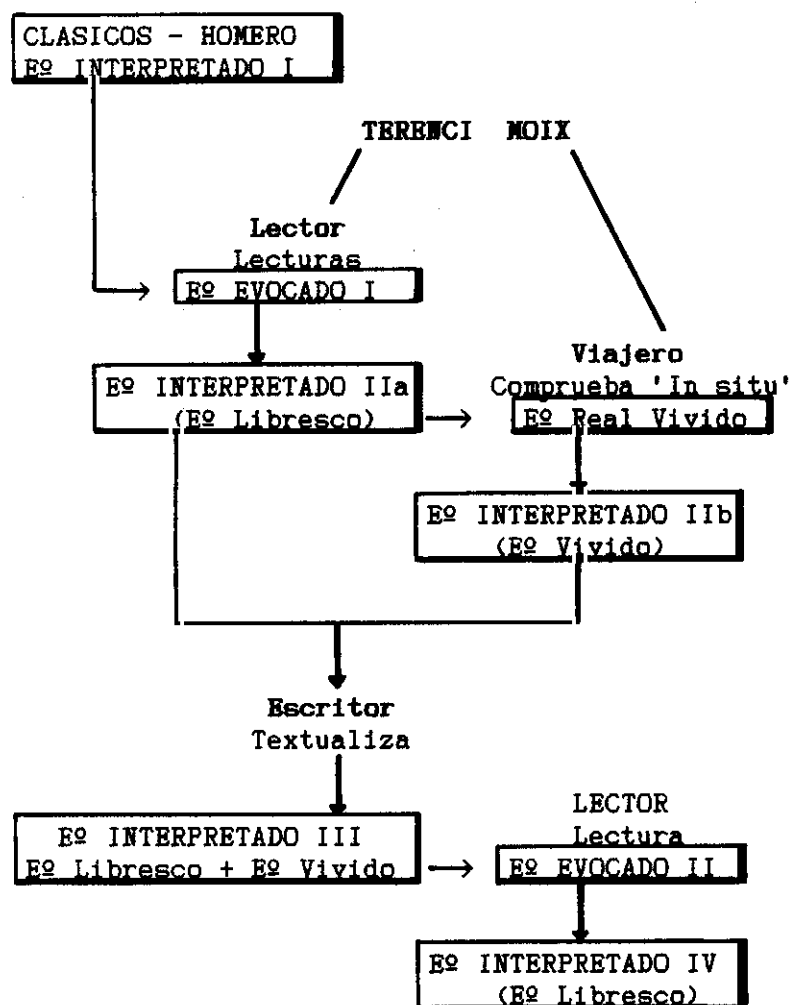 CLASICOS - HOMERO
Eº INTERPRETADO I
TERENCI MOIX
Lector
Lecturas
Eº EVOCADO I
Eº INTERPRETADO IIa
(Eº Libresco)
Viajero
Comprueba 'In situ'
Eº Real Vivido
Eº INTERPRETADO IIb
(Eº Vivido)
Escritor
Textualiza
Eº INTERPRETADO III
Eº Libresco + Eº Vivido
LECTOR
Lectura
Eº EVOCADO II
Eº INTERPRETADO IV
(Eº Libresco)